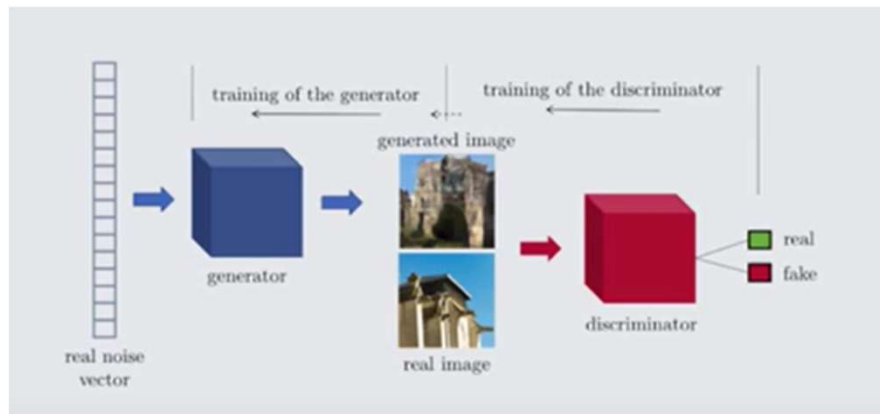 training of the generator
training of the discriminator
generated image
generator
real image
discriminator
real
fake
real noise
vector